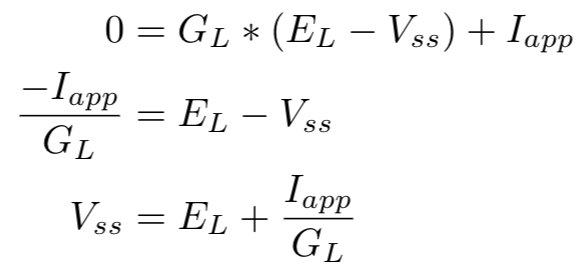 0 = G_L * (E_L − V_ss) + I_app
−I_app / G_L = E_L − V_ss
V_ss = E_L + I_app / G_L